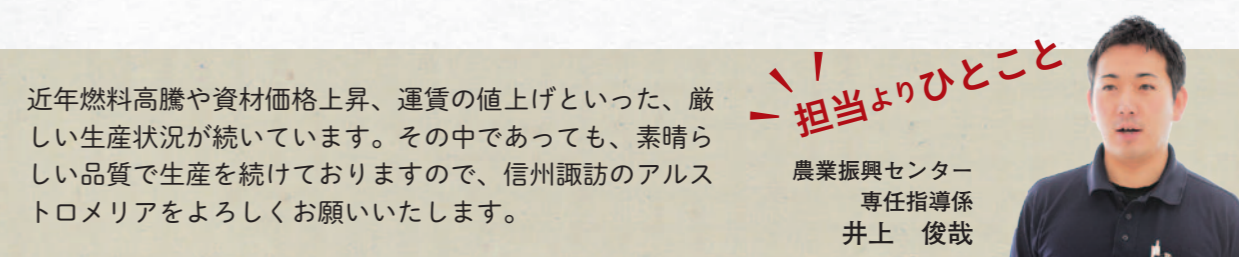 近年燃料高騰や資材価格上昇、運賃の値上げといった、厳
しい生産状況が続いています。その中であっても、素晴ら
しい品質で生産を続けておりますので、信州諏訪のアルス
トロメリアをよろしくお願いいたします。
担当よりひとこと
農業振興センター
専任指導係
井上　俊哉